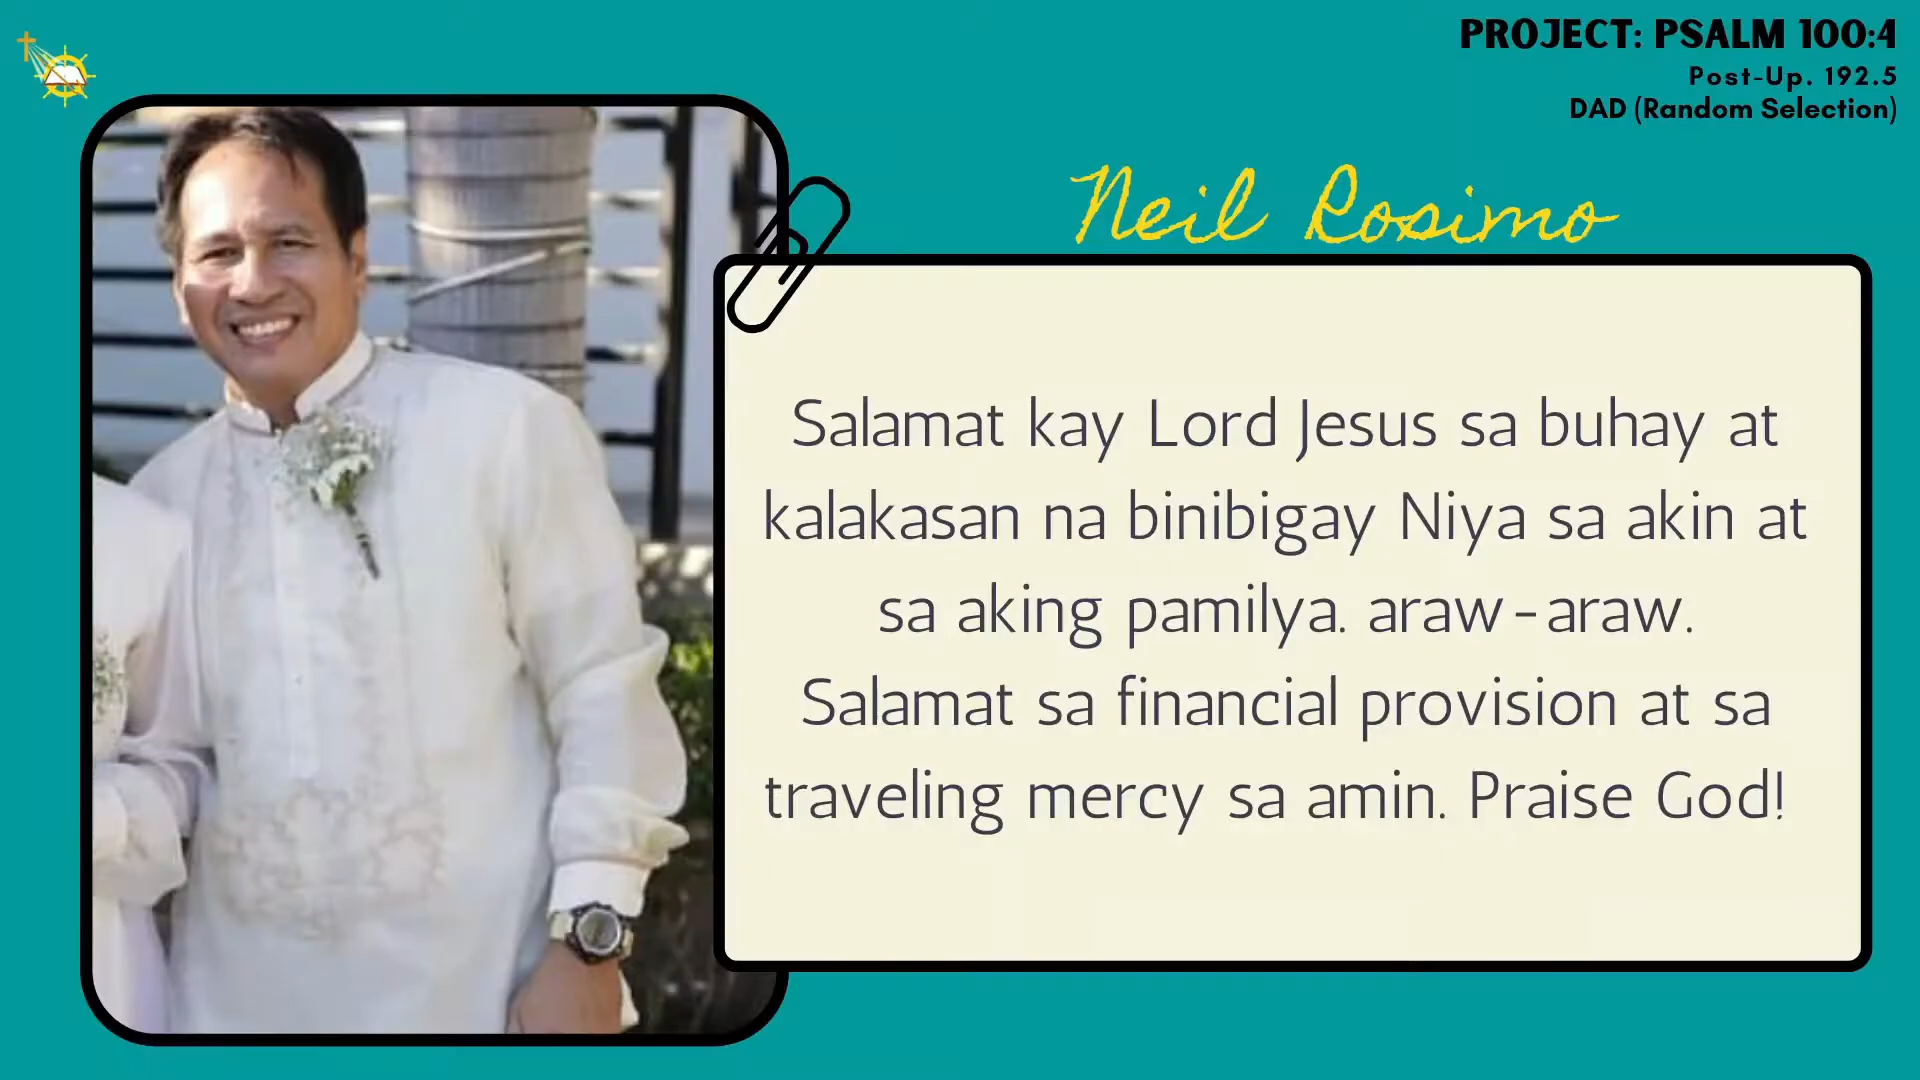 PROJECT: PSALM 100:4
Post-Up. 192.5
DAD (Random Selection)
Neil Rosimo
Salamat kay Lord Jesus sa buhay at
kalakasan na binibigay Niya sa akin at
sa aking pamilya. araw-araw.
Salamat sa financial provision at sa
traveling mercy sa amin. Praise God!